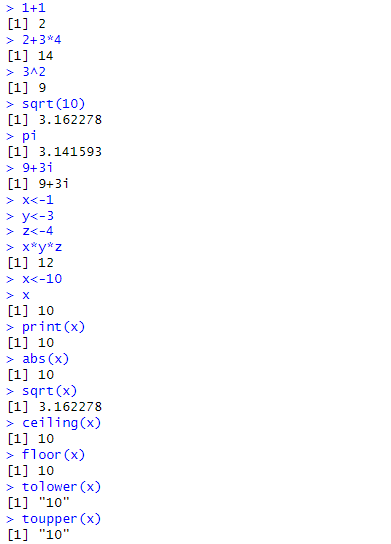 > 1+1
[1] 2
> 2+3*4
[1] 14
> 3^2
[1] 9
> sqrt(10)
[1] 3.162278
> pi
[1] 3.141593
> 9+3i
[1] 9+3i
> x<-1
> y<-3
> z<-4
> x*y*z
[1] 12
> x<-10
> x
[1] 10
> print(x)
[1] 10
> abs(x)
[1] 10
> sqrt(x)
[1] 3.162278
> ceiling(x)
[1] 10
> floor(x)
[1] 10
> tolower(x)
[1] "10"
> toupper(x)
[1] "10"